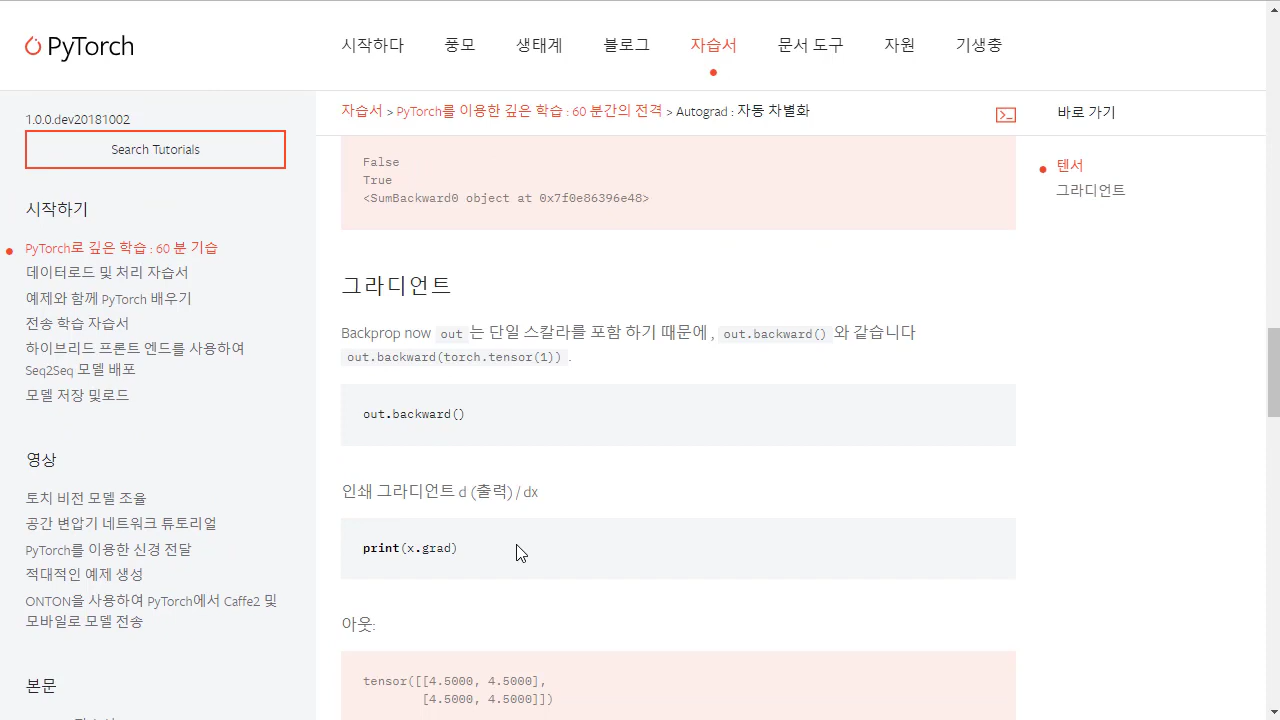 PyTorch
시작하다 풍모 생태계 블로그 자습서 문서 도구 자원 기생충
1.0.0.dev20181002
Search Tutorials
시작하기
PyTorch로 깊은 학습 : 60 분 기습
데이터로드 및 처리 자습서
예제와 함께 PyTorch 배우기
전송 학습 자습서
하이브리드 프론트 엔드를 사용하여
Seq2Seq 모델 배포
모델 저장 및로드
영상
토치 비전 모델 조율
공간 변압기 네트워크 튜토리얼
PyTorch를 이용한 신경 전달
적대적인 예제 생성
ONTON을 사용하여 PyTorch에서 Caffe2 및
모바일로 모델 전송
본문
자습서 > PyTorch를 이용한 깊은 학습 : 60 분간의 전격 > Autograd : 자동 차별화
False
True
<SumBackward0 object at 0x7f0e86396e48>
그라디언트
Backprop now out 는 단일 스칼라를 포함 하기 때문에 , out.backward() 와 같습니다
out.backward(torch.tensor(1)) .
out.backward()
인쇄 그라디언트 d (출력) / dx
print(x.grad)
아웃:
tensor([[4.5000, 4.5000],
[4.5000, 4.5000]])
바로 가기
텐서
그라디언트